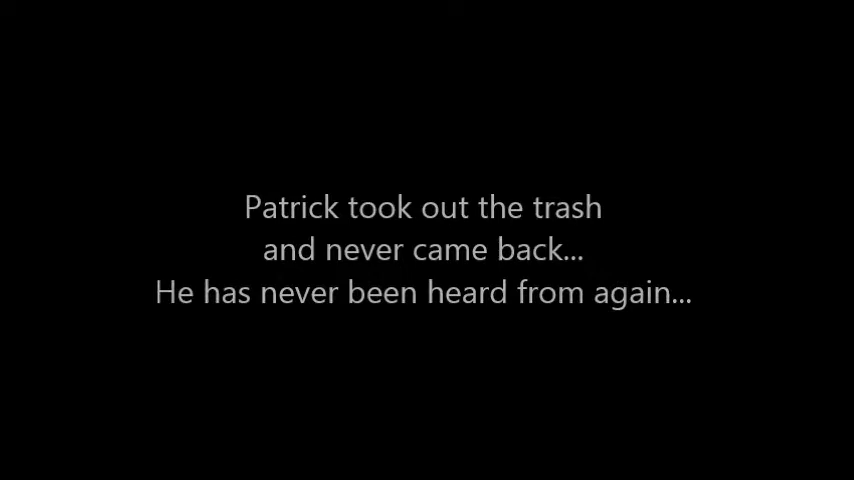 Patrick took out the trash
and never came back...
He has never been heard from again...